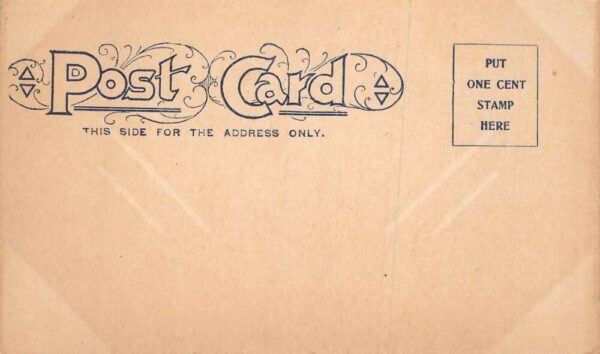 Post Card
THIS SIDE FOR THE ADDRESS ONLY.
PUT
ONE CENT
STAMP
HERE